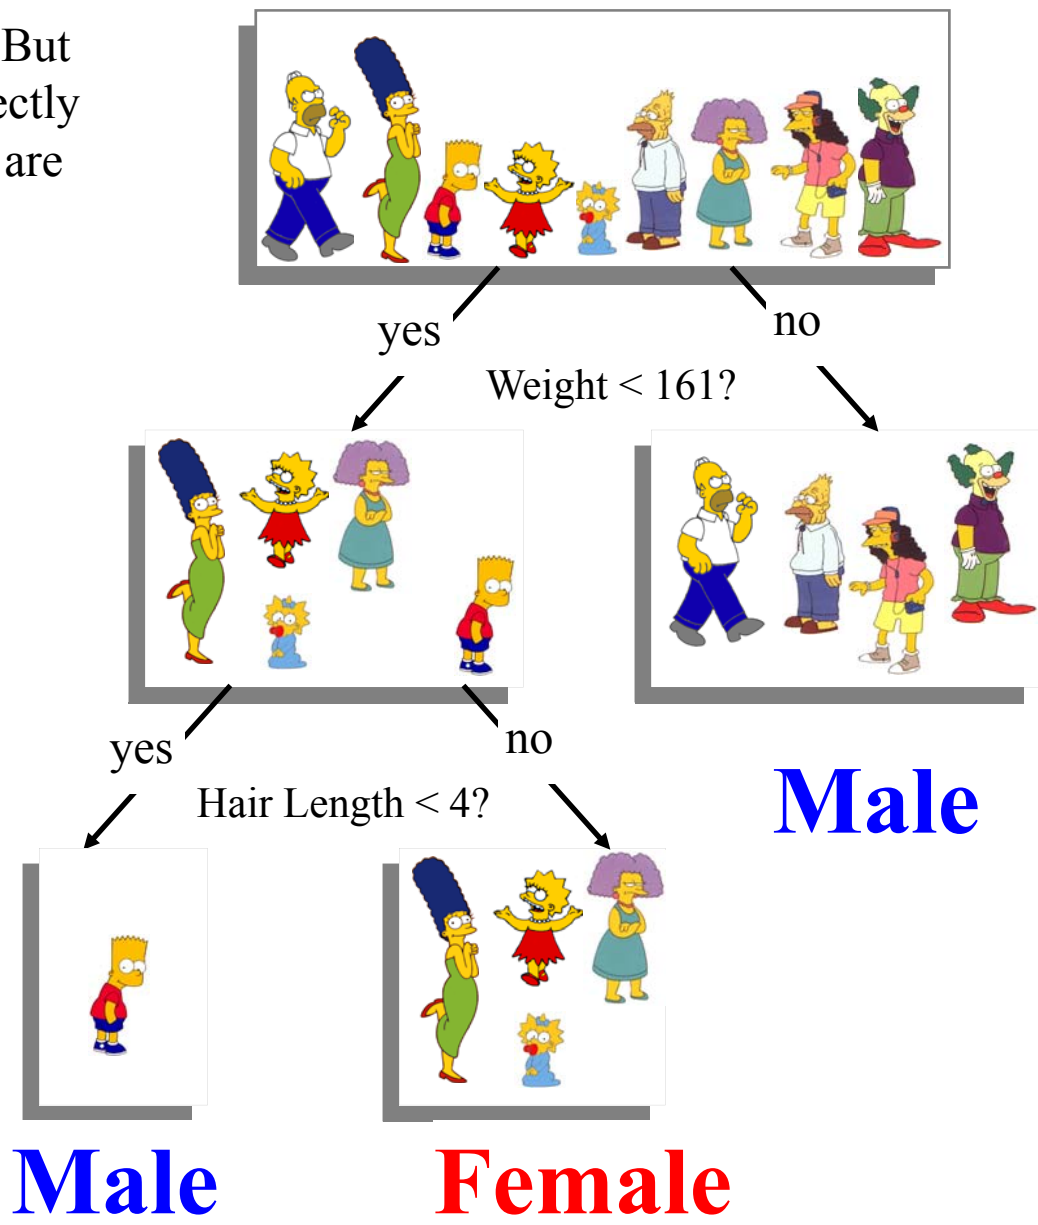 But
ectly
are
yes
no
Weight < 161?
yes
no
Hair Length < 4?
Male
Male
Female